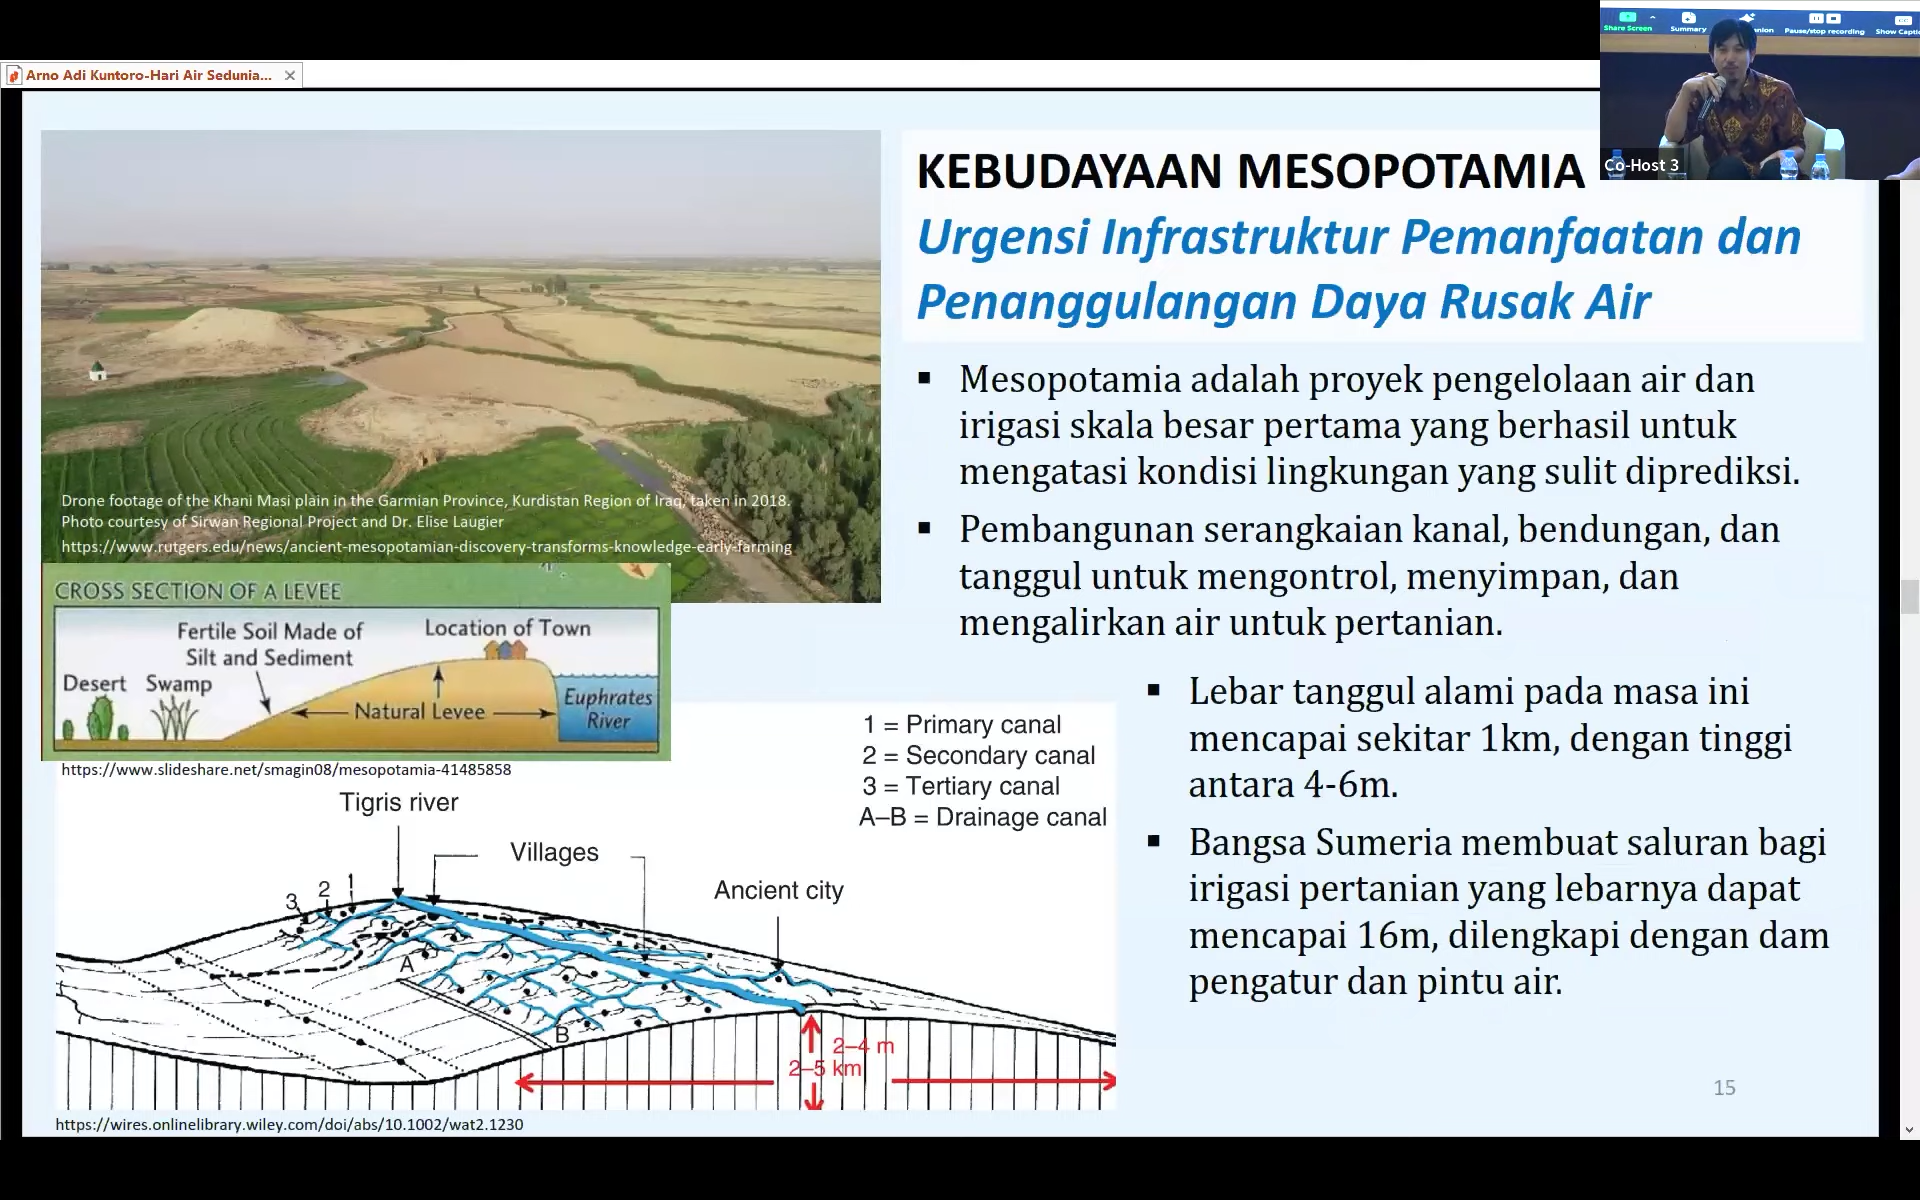 Share Screen
Summary
Pause/stop recording
Co-Host 3
Arno Adi Kuntoro-Hari Air Sedunia...
KEBUDAYAAN MESOPOTAMIA
Urgensi Infrastruktur Pemanfaatan dan
Penanggulangan Daya Rusak Air
▪ Mesopotamia adalah proyek pengelolaan air dan
irigasi skala besar pertama yang berhasil untuk
mengatasi kondisi lingkungan yang sulit diprediksi.
▪ Pembangunan serangkaian kanal, bendungan, dan
tanggul untuk mengontrol, menyimpan, dan
mengalirkan air untuk pertanian.
▪ Lebar tanggul alami pada masa ini
mencapai sekitar 1km, dengan tinggi
antara 4-6m.
▪ Bangsa Sumeria membuat saluran bagi
irigasi pertanian yang lebarnya dapat
mencapai 16m, dilengkapi dengan dam
pengatur dan pintu air.
Drone footage of the Khani Masi plain in the Garmian Province, Kurdistan Region of Iraq, taken in 2018.
Photo courtesy of Sirwan Regional Project and Dr. Elise Laugier
https://www.rutgers.edu/news/ancient-mesopotamian-discovery-transforms-knowledge-early-farming
CROSS SECTION OF A LEVEE
Fertile Soil Made of
Silt and Sediment
Location of Town
Desert
Swamp
Natural Levee
Euphrates
River
https://www.slideshare.net/smagin08/mesopotamia-41485858
1 = Primary canal
2 = Secondary canal
3 = Tertiary canal
A–B = Drainage canal
Tigris river
Villages
Ancient city
3
2
1
A
B
2–4 m
2–5 km
https://wires.onlinelibrary.wiley.com/doi/abs/10.1002/wat2.1230
15